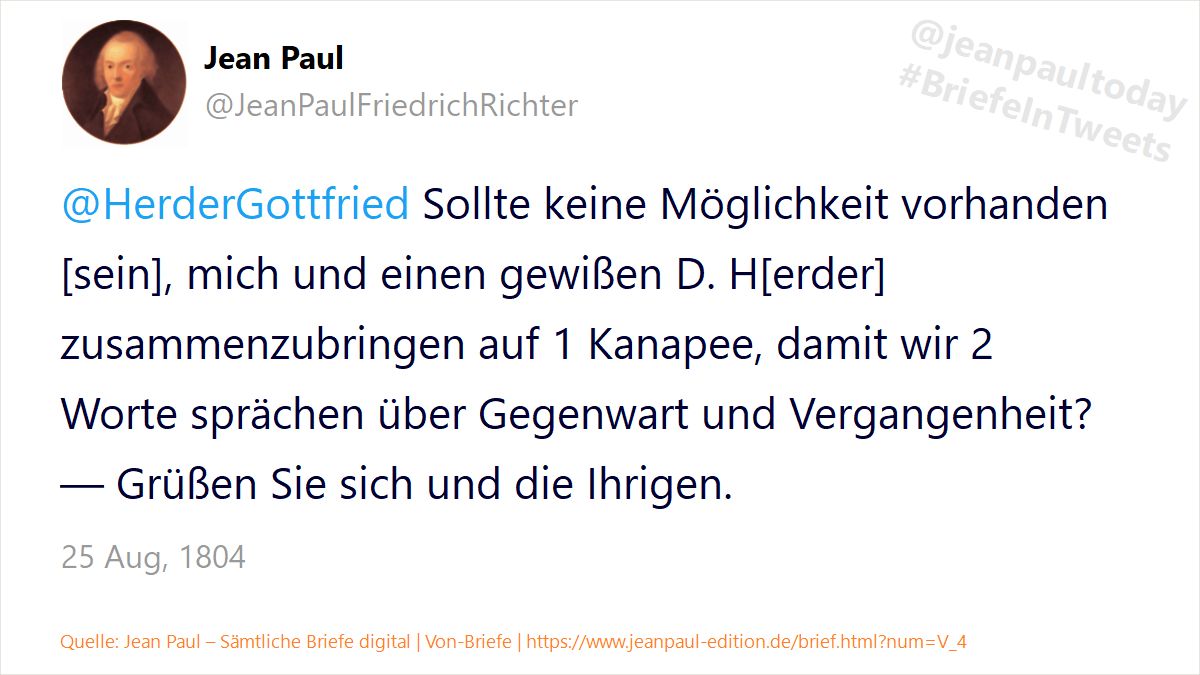 Jean Paul
@JeanPaulFriedrichRichter
@jeanpaultoday
#BriefeInTweets
@HerderGottfried Sollte keine Möglichkeit vorhanden
[sein], mich und einen gewißen D. H[erder]
zusammenzubringen auf 1 Kanapee, damit wir 2
Worte sprächen über Gegenwart und Vergangenheit?
— Grüßen Sie sich und die Ihrigen.
25 Aug, 1804
Quelle: Jean Paul – Sämtliche Briefe digital | Von-Briefe | https://www.jeanpaul-edition.de/brief.html?num=V_4